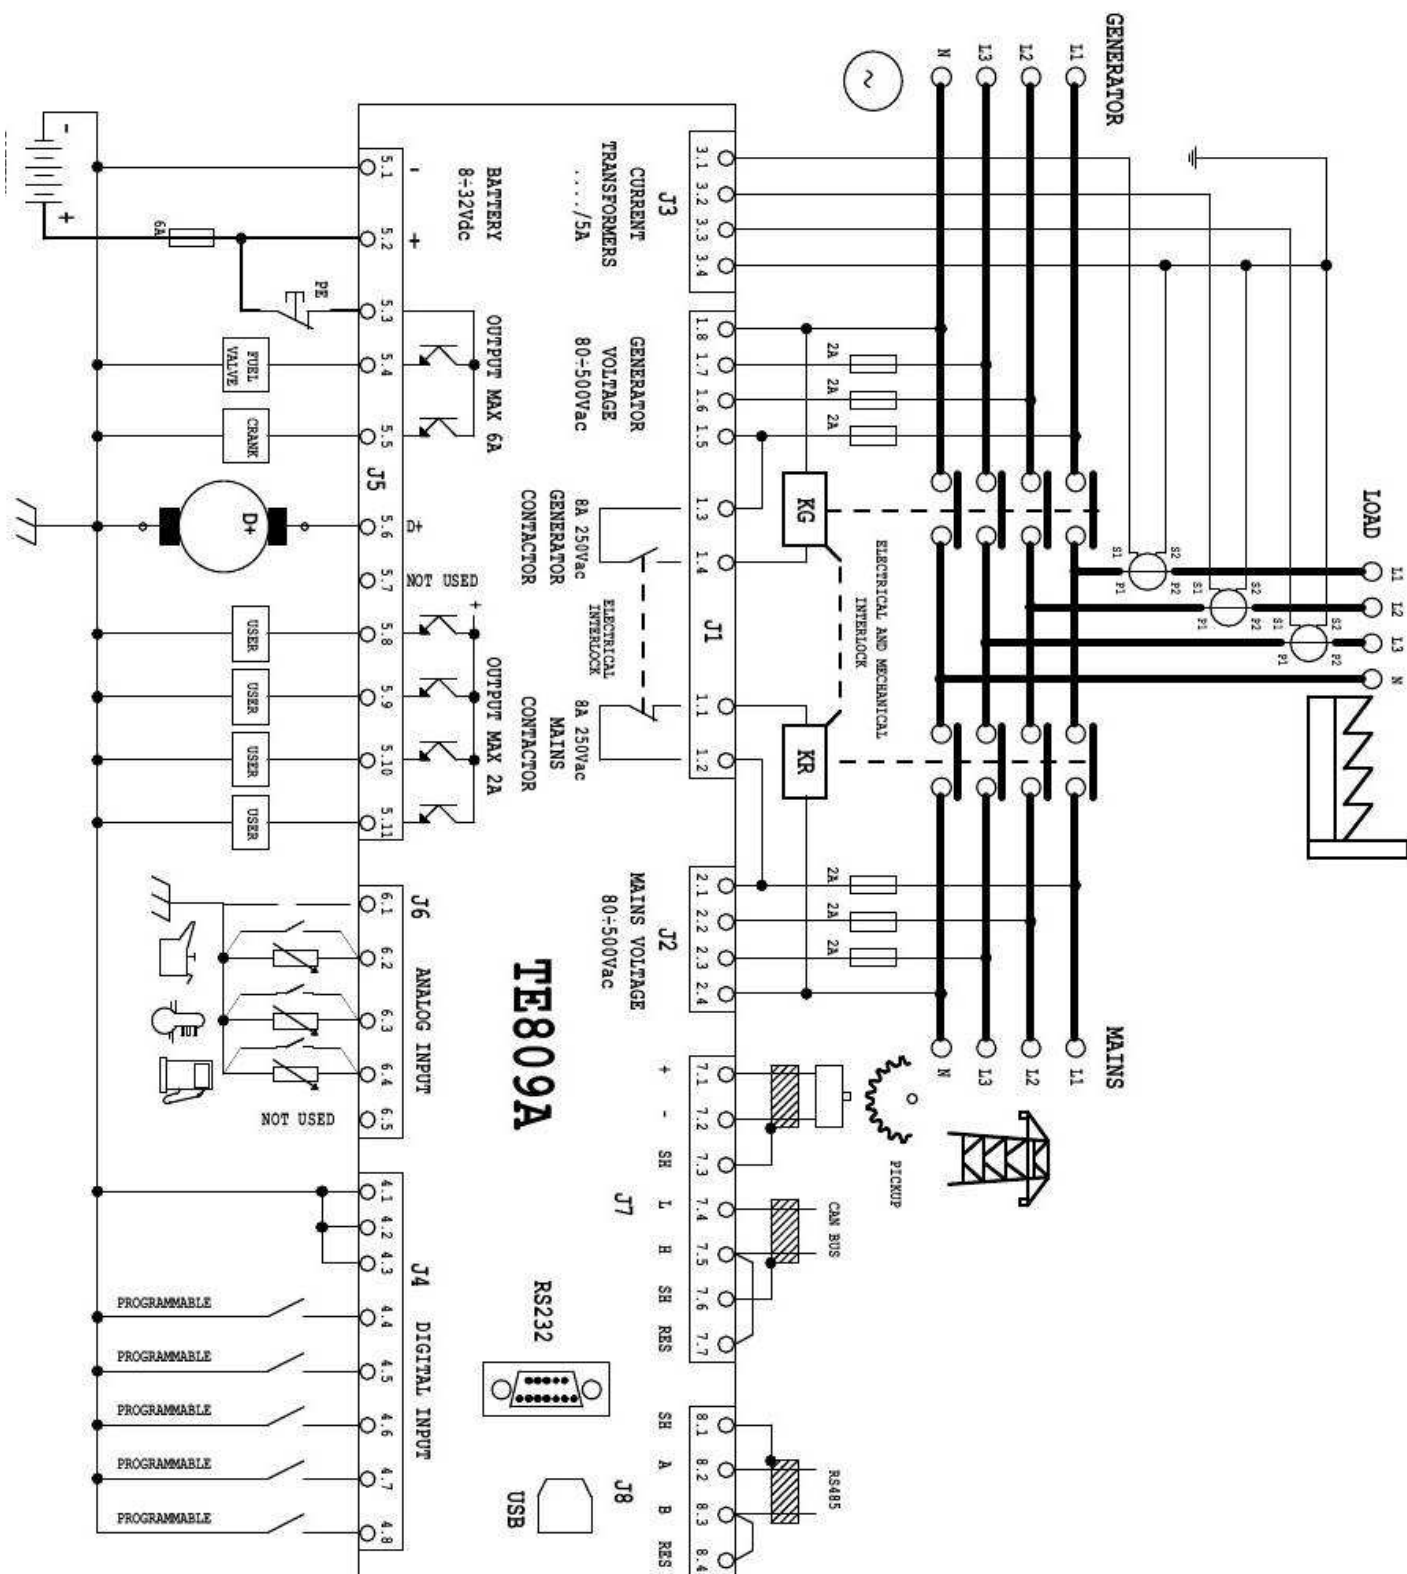 GENERATOR
L1
L2
L3
N
LOAD
L1
L2
L3
N
MAINS
L1
L2
L3
N
S1
S2
P1
P2
S1
S2
P1
P2
S1
S2
P1
P2
ELECTRICAL AND MECHANICAL
INTERLOCK
KG
KR
2A
2A
2A
2A
2A
2A
PICKUP
CAN BUS
RS485
3.1
3.2
3.3
3.4
J3
CURRENT
TRANSFORMERS
..../5A
1.8
1.7
1.6
1.5
1.3
1.4
1.1
1.2
J1
GENERATOR
VOLTAGE
80÷500Vac
8A 250Vac
GENERATOR
CONTACTOR
ELECTRICAL
INTERLOCK
8A 250Vac
MAINS
CONTACTOR
2.1
2.2
2.3
2.4
J2
MAINS VOLTAGE
80÷500Vac
7.1
7.2
7.3
7.4
7.5
7.6
7.7
+
-
SH
L
H
SH
RES
J7
8.1
8.2
8.3
8.4
SH
A
B
RES
J8
TE809A
RS232
USB
BATTERY
8÷32Vdc
-
+
OUTPUT MAX 6A
D+
NOT USED
+
OUTPUT MAX 2A
J5
5.1
5.2
5.3
5.4
5.5
5.6
5.7
5.8
5.9
5.10
5.11
J6
ANALOG INPUT
6.1
6.2
6.3
6.4
6.5
NOT USED
J4
DIGITAL INPUT
4.1
4.2
4.3
4.4
4.5
4.6
4.7
4.8
-
+
6A
PE
FUEL
VALVE
CRANK
D+
USER
USER
USER
USER
PROGRAMMABLE
PROGRAMMABLE
PROGRAMMABLE
PROGRAMMABLE
PROGRAMMABLE